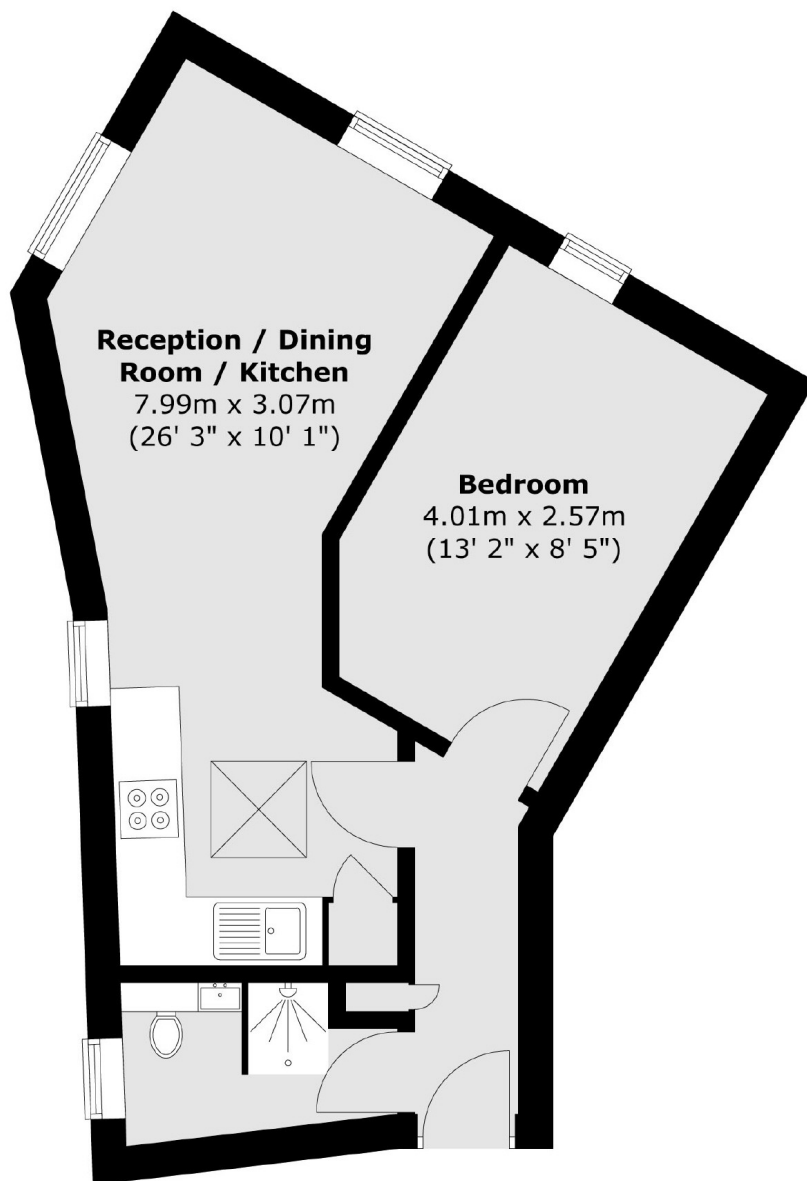 Reception / Dining
Room / Kitchen
7.99m x 3.07m
(26' 3" x 10' 1")
Bedroom
4.01m x 2.57m
(13' 2" x 8' 5")